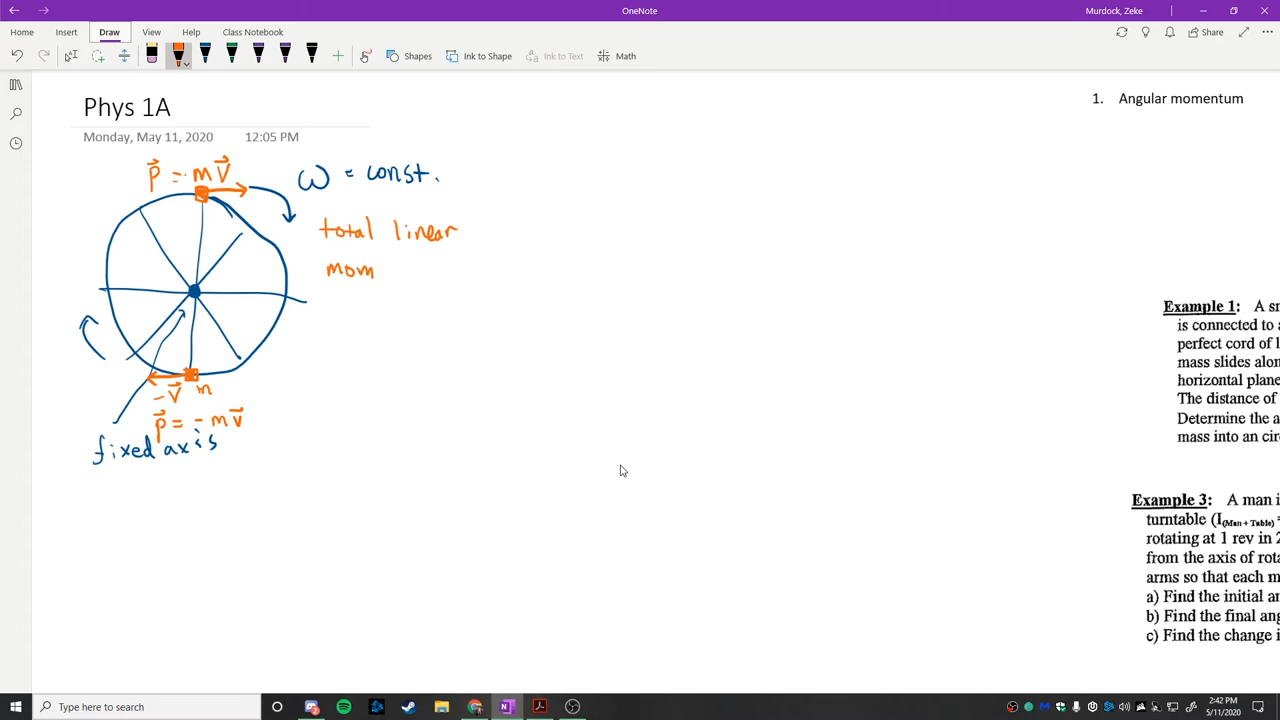 OneNote
Murdock, Zeke
Home Insert Draw View Help Class Notebook
Share
Shapes Ink to Shape Ink to Text Math
Phys 1A
Monday, May 11, 2020 12:05 PM
1. Angular momentum
p = mv
ω = const.
total linear
mom
-v m
p = -mv
fixed axis
Example 1: A sm
is connected to a
perfect cord of l
mass slides alon
horizontal plane
The distance of
Determine the a
mass into an cir
Example 3: A man i
turntable (I(Man + Table) =
rotating at 1 rev in 2
from the axis of rota
arms so that each m
a) Find the initial an
b) Find the final ang
c) Find the change i
Type here to search
2:42 PM
5/11/2020